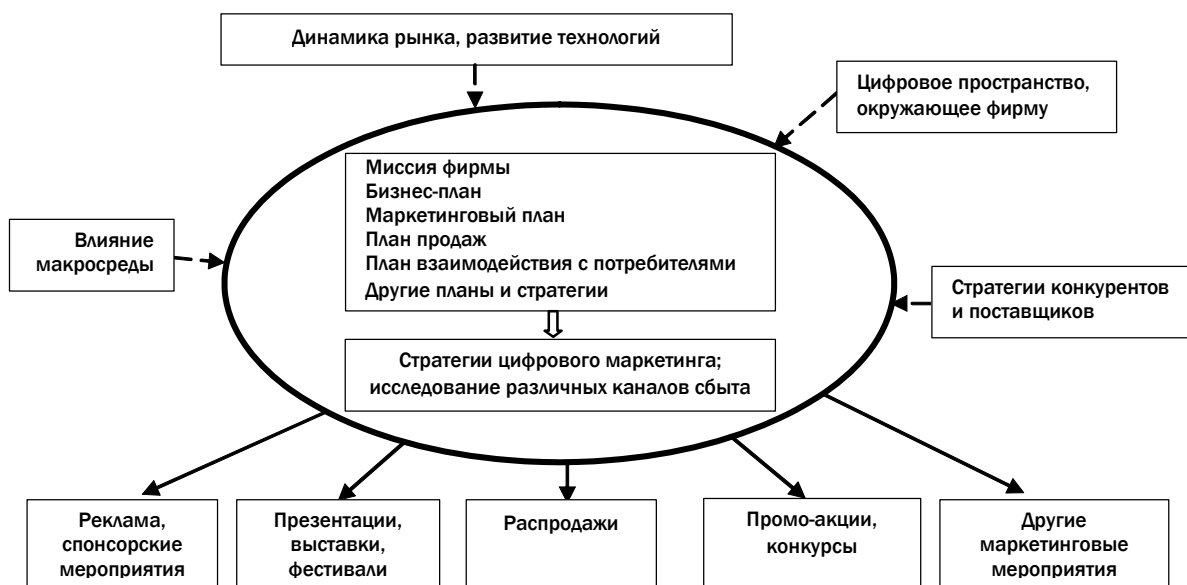 Динамика рынка, развитие технологий
Цифровое пространство,
окружающее фирму
Миссия фирмы
Бизнес-план
Маркетинговый план
План продаж
План взаимодействия с потребителями
Другие планы и стратегии
Влияние
макросреды
Стратегии конкурентов
и поставщиков
Стратегии цифрового маркетинга;
исследование различных каналов сбыта
Реклама,
спонсорские
мероприятия
Презентации,
выставки,
фестивали
Распродажи
Промо-акции,
конкурсы
Другие
маркетинговые
мероприятия